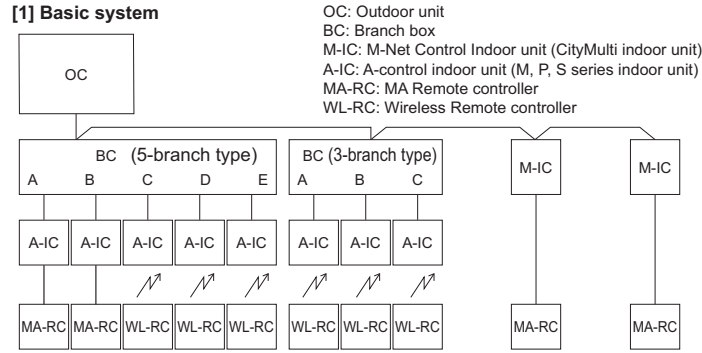 [1] Basic system
OC: Outdoor unit
BC: Branch box
M-IC: M-Net Control Indoor unit (CityMulti indoor unit)
A-IC: A-control indoor unit (M, P, S series indoor unit)
MA-RC: MA Remote controller
WL-RC: Wireless Remote controller
OC
BC (5-branch type)
A B C D E
BC (3-branch type)
A B C
M-IC
M-IC
A-IC A-IC A-IC A-IC A-IC A-IC A-IC A-IC
MA-RC MA-RC WL-RC WL-RC WL-RC WL-RC WL-RC WL-RC MA-RC MA-RC